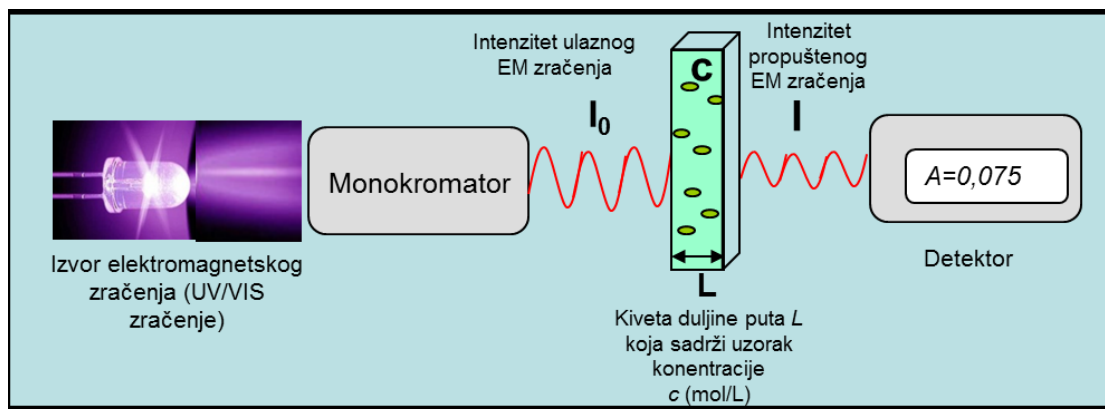 Intenzitet ulaznog
EM zračenja
I₀
c
Intenzitet
propuštenog
EM zračenja
I
Monokromator
A=0,075
Izvor elektromagnetskog
zračenja (UV/VIS
zračenje)
Detektor
L
Kiveta duljine puta L
koja sadrži uzorak
konentracije
c (mol/L)